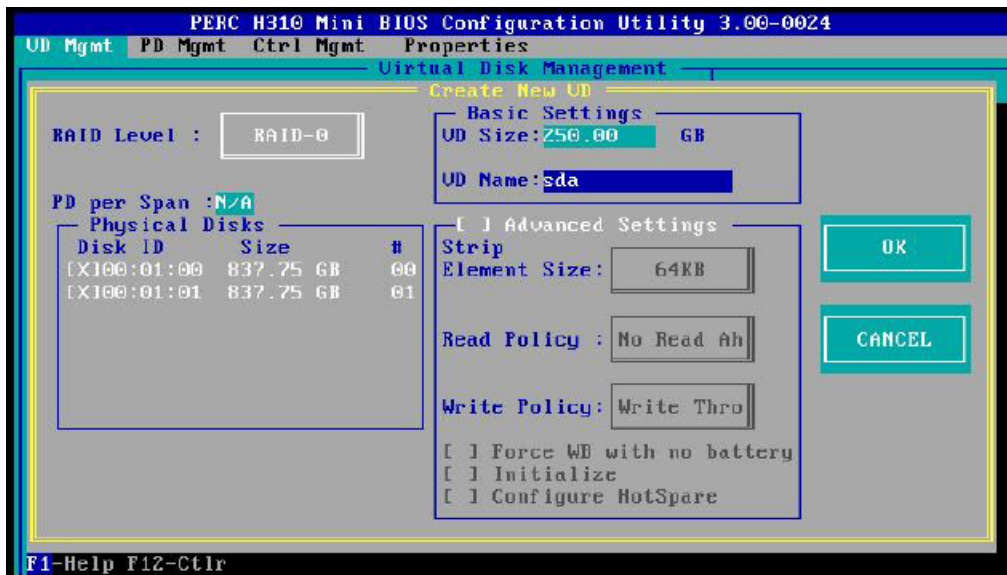 PERC H310 Mini BIOS Configuration Utility 3.00-0024
VD Mgmt PD Mgmt Ctrl Mgmt Properties
Virtual Disk Management
Create New VD
RAID Level : RAID-0
PD per Span :N/A
Physical Disks
Disk ID Size #
[X]00:01:00 837.75 GB 00
[X]00:01:01 837.75 GB 01
Basic Settings
VD Size:250.00 GB
VD Name:sda
[ ] Advanced Settings
Strip
Element Size: 64KB
Read Policy : No Read Ah
Write Policy: Write Thro
[ ] Force WB with no battery
[ ] Initialize
[ ] Configure HotSpare
OK
CANCEL
F1-Help F12-Ctlr